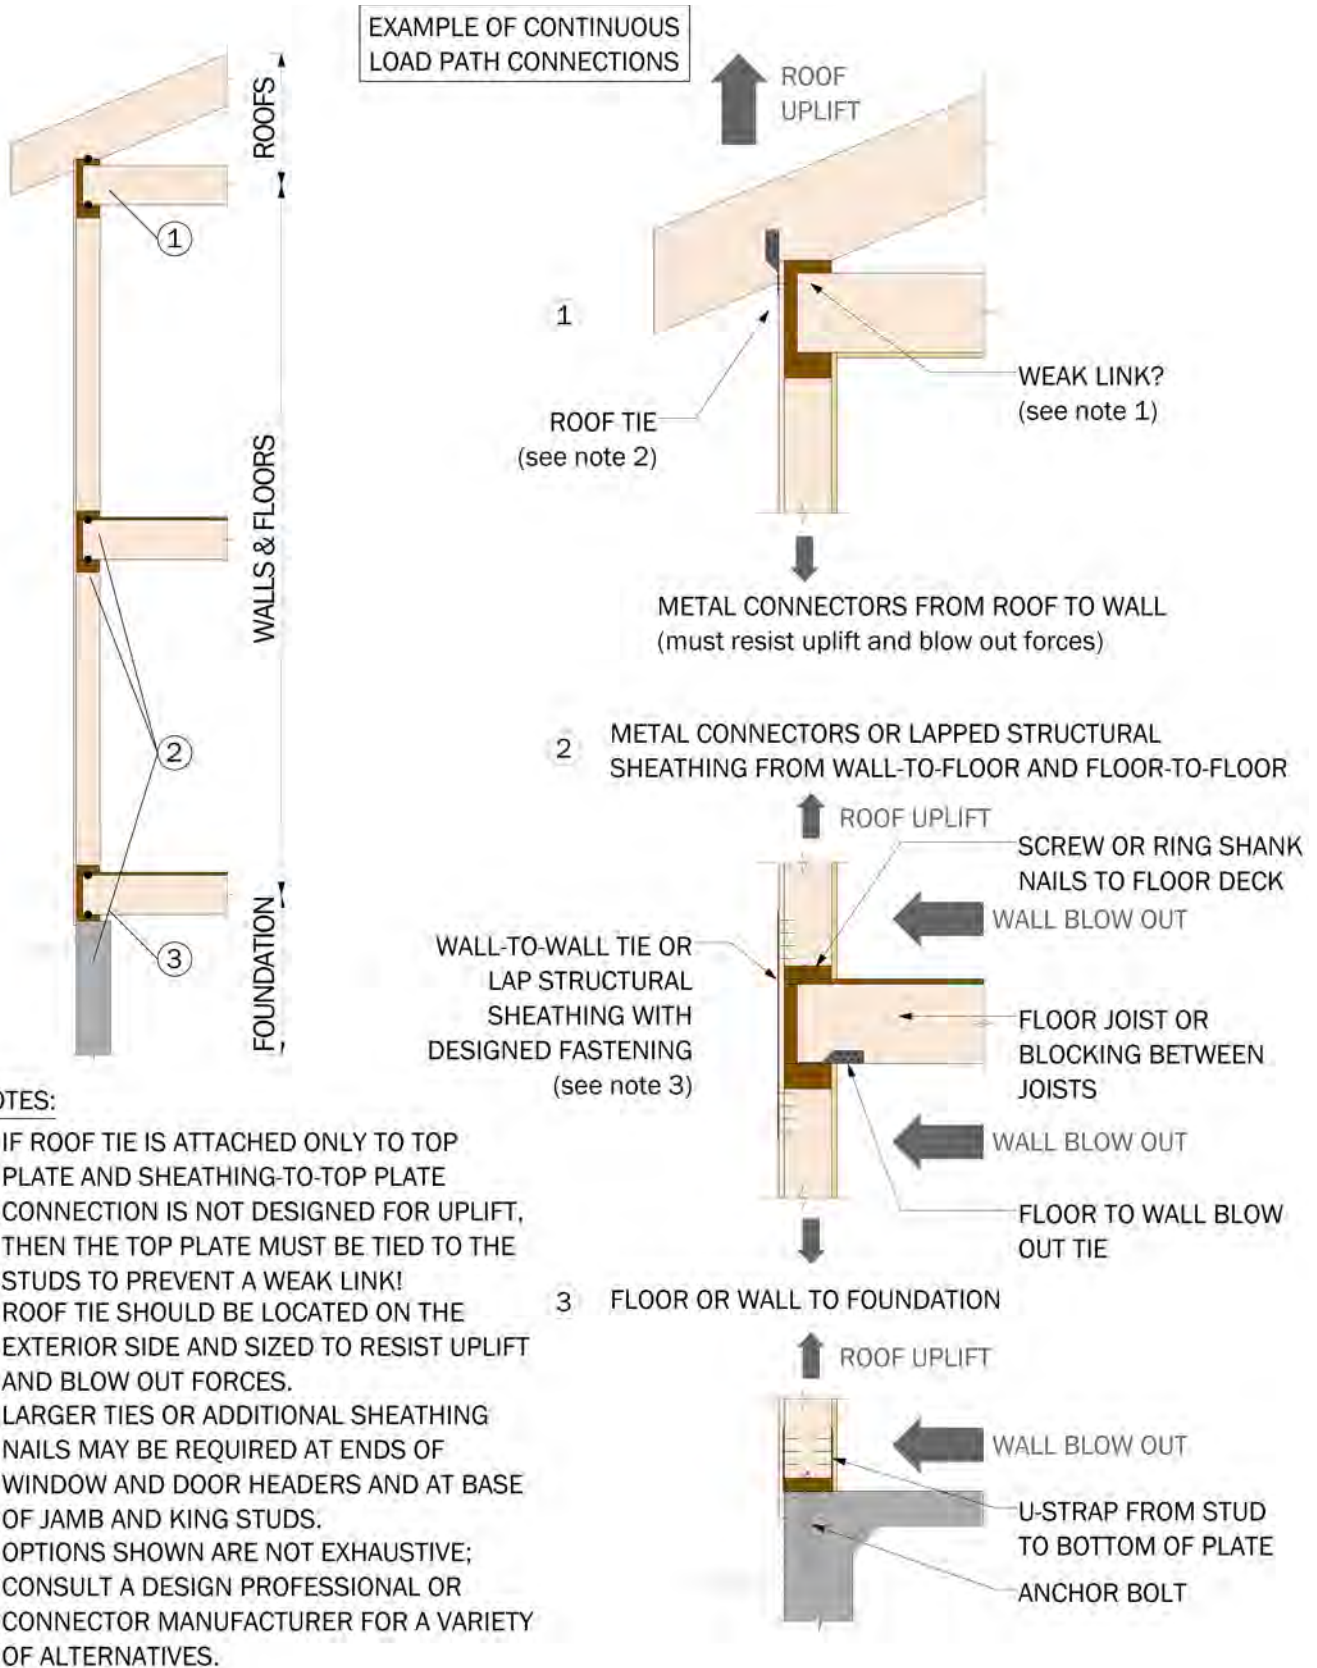 EXAMPLE OF CONTINUOUS
LOAD PATH CONNECTIONS
ROOFS
WALLS & FLOORS
FOUNDATION
1
2
3
ROOF
UPLIFT
1
WEAK LINK?
(see note 1)
ROOF TIE
(see note 2)
METAL CONNECTORS FROM ROOF TO WALL
(must resist uplift and blow out forces)
2
METAL CONNECTORS OR LAPPED STRUCTURAL
SHEATHING FROM WALL-TO-FLOOR AND FLOOR-TO-FLOOR
ROOF UPLIFT
SCREW OR RING SHANK
NAILS TO FLOOR DECK
WALL BLOW OUT
WALL-TO-WALL TIE OR
LAP STRUCTURAL
SHEATHING WITH
DESIGNED FASTENING
(see note 3)
FLOOR JOIST OR
BLOCKING BETWEEN
JOISTS
WALL BLOW OUT
FLOOR TO WALL BLOW
OUT TIE
3
FLOOR OR WALL TO FOUNDATION
ROOF UPLIFT
WALL BLOW OUT
U-STRAP FROM STUD
TO BOTTOM OF PLATE
ANCHOR BOLT
OTES:
IF ROOF TIE IS ATTACHED ONLY TO TOP
PLATE AND SHEATHING-TO-TOP PLATE
CONNECTION IS NOT DESIGNED FOR UPLIFT,
THEN THE TOP PLATE MUST BE TIED TO THE
STUDS TO PREVENT A WEAK LINK!
ROOF TIE SHOULD BE LOCATED ON THE
EXTERIOR SIDE AND SIZED TO RESIST UPLIFT
AND BLOW OUT FORCES.
LARGER TIES OR ADDITIONAL SHEATHING
NAILS MAY BE REQUIRED AT ENDS OF
WINDOW AND DOOR HEADERS AND AT BASE
OF JAMB AND KING STUDS.
OPTIONS SHOWN ARE NOT EXHAUSTIVE;
CONSULT A DESIGN PROFESSIONAL OR
CONNECTOR MANUFACTURER FOR A VARIETY
OF ALTERNATIVES.